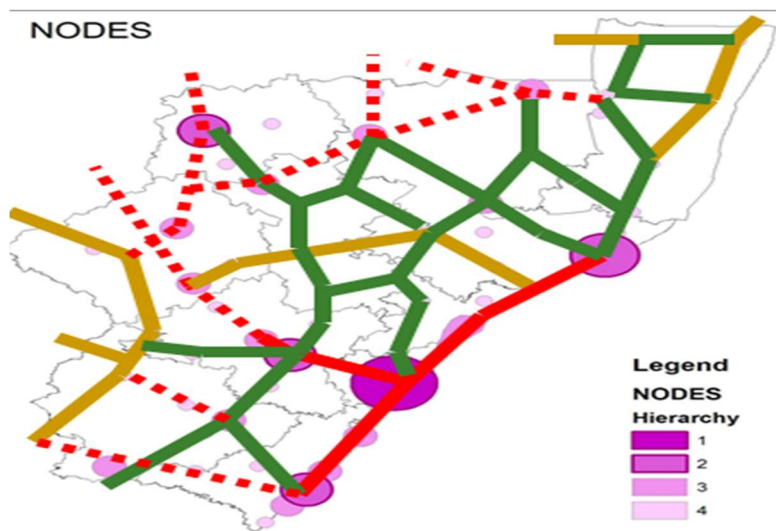 NODES
Legend
NODES
Hierarchy
1
2
3
4